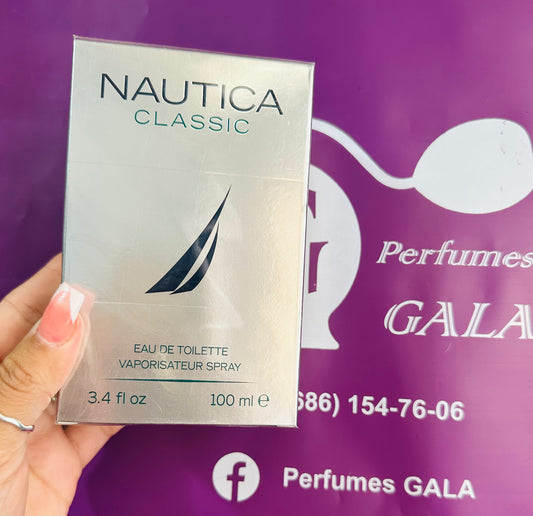 NAUTICA
CLASSIC
EAU DE TOILETTE
VAPORISATEUR SPRAY
3.4 fl oz 100 ml e
G
Perfumes
GALA
686) 154-76-06
f Perfumes GALA